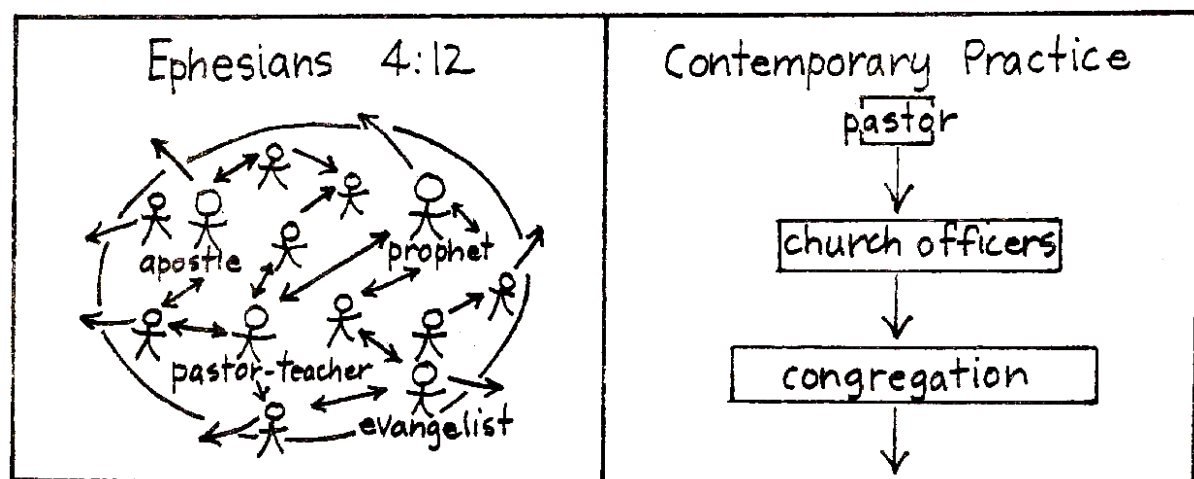 Ephesians 4:12
apostle
prophet
pastor-teacher
evangelist
Contemporary Practice
pastor
church officers
congregation